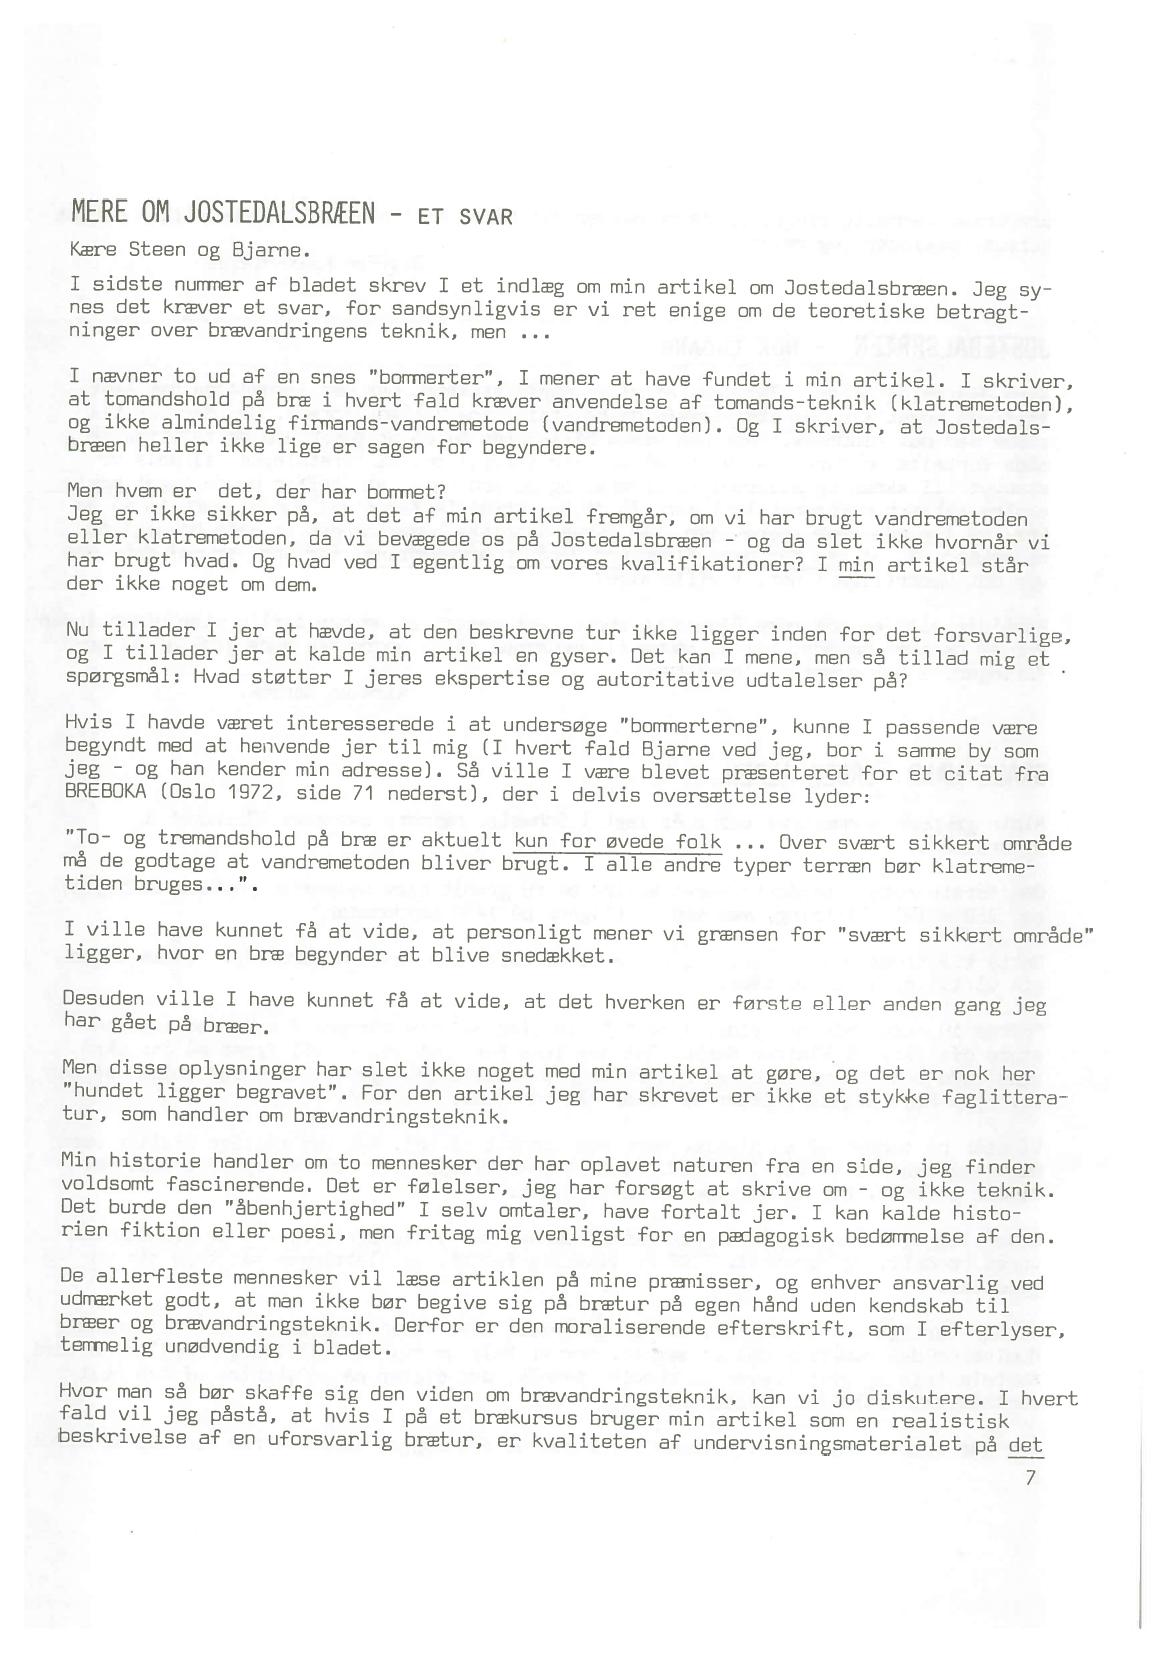 MERE OM JOSTEDALSBRÆEN - ET SVAR
Kære Steen og Bjarne.
I sidste nummer af bladet skrev I et indlæg om min artikel om Jostedalsbræen. Jeg sy-
nes det kræver et svar, for sandsynligvis er vi ret enige om de teoretiske betragt-
ninger over brævandringens teknik, men ...
I nævner to ud af en snes "bommerter", I mener at have fundet i min artikel. I skriver,
at tomandshold på bræ i hvert fald kræver anvendelse af tomands-teknik (klatremetoden),
og ikke almindelig firmands-vandremetode (vandremetoden). Og I skriver, at Jostedals-
bræen heller ikke lige er sagen for begyndere.
Men hvem er det, der har bommet?
Jeg er ikke sikker på, at det af min artikel fremgår, om vi har brugt vandremetoden
eller klatremetoden, da vi bevægede os på Jostedalsbræen - og da slet ikke hvornår vi
har brugt hvad. Og hvad ved I egentlig om vores kvalifikationer? I min artikel står
der ikke noget om dem.
Nu tillader I jer at hævde, at den beskrevne tur ikke ligger inden for det forsvarlige,
og I tillader jer at kalde min artikel en gyser. Det kan I mene, men så tillad mig et
spørgsmål: Hvad støtter I jeres ekspertise og autoritative udtalelser på?
Hvis I havde været interesserede i at undersøge "bommerterne", kunne I passende være
begyndt med at henvende jer til mig (I hvert fald Bjarne ved jeg, bor i samme by som
jeg - og han kender min adresse). Så ville I være blevet præsenteret for et citat fra
BREBOKA (Oslo 1972, side 71 nederst), der i delvis oversættelse lyder:
"To- og tremandshold på bræ er aktuelt kun for øvede folk ... Over svært sikkert område
må de godtage at vandremetoden bliver brugt. I alle andre typer terræn bør klatreme-
tiden bruges...".
I ville have kunnet få at vide, at personligt mener vi grænsen for "svært sikkert område"
ligger, hvor en bræ begynder at blive snedækket.
Desuden ville I have kunnet få at vide, at det hverken er første eller anden gang jeg
har gået på bræer.
Men disse oplysninger har slet ikke noget med min artikel at gøre, og det er nok her
"hundet ligger begravet". For den artikel jeg har skrevet er ikke et stykke faglittera-
tur, som handler om brævandringsteknik.
Min historie handler om to mennesker der har oplavet naturen fra en side, jeg finder
voldsomt fascinerende. Det er følelser, jeg har forsøgt at skrive om - og ikke teknik.
Det burde den "åbenhjertighed" I selv omtaler, have fortalt jer. I kan kalde histo-
rien fiktion eller poesi, men fritag mig venligst for en pædagogisk bedømmelse af den.
De allerfleste mennesker vil læse artiklen på mine præmisser, og enhver ansvarlig ved
udmærket godt, at man ikke bør begive sig på brætur på egen hånd uden kendskab til
bræer og brævandringsteknik. Derfor er den moraliserende efterskrift, som I efterlyser,
temmelig unødvendig i bladet.
Hvor man så bør skaffe sig den viden om brævandringsteknik, kan vi jo diskutere. I hvert
fald vil jeg påstå, at hvis I på et brækursus bruger min artikel som en realistisk
beskrivelse af en uforsvarlig brætur, er kvaliteten af undervisningsmaterialet på det
7